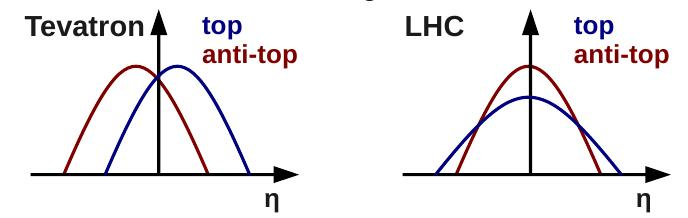 Tevatron
top
anti-top
η
LHC
top
anti-top
η